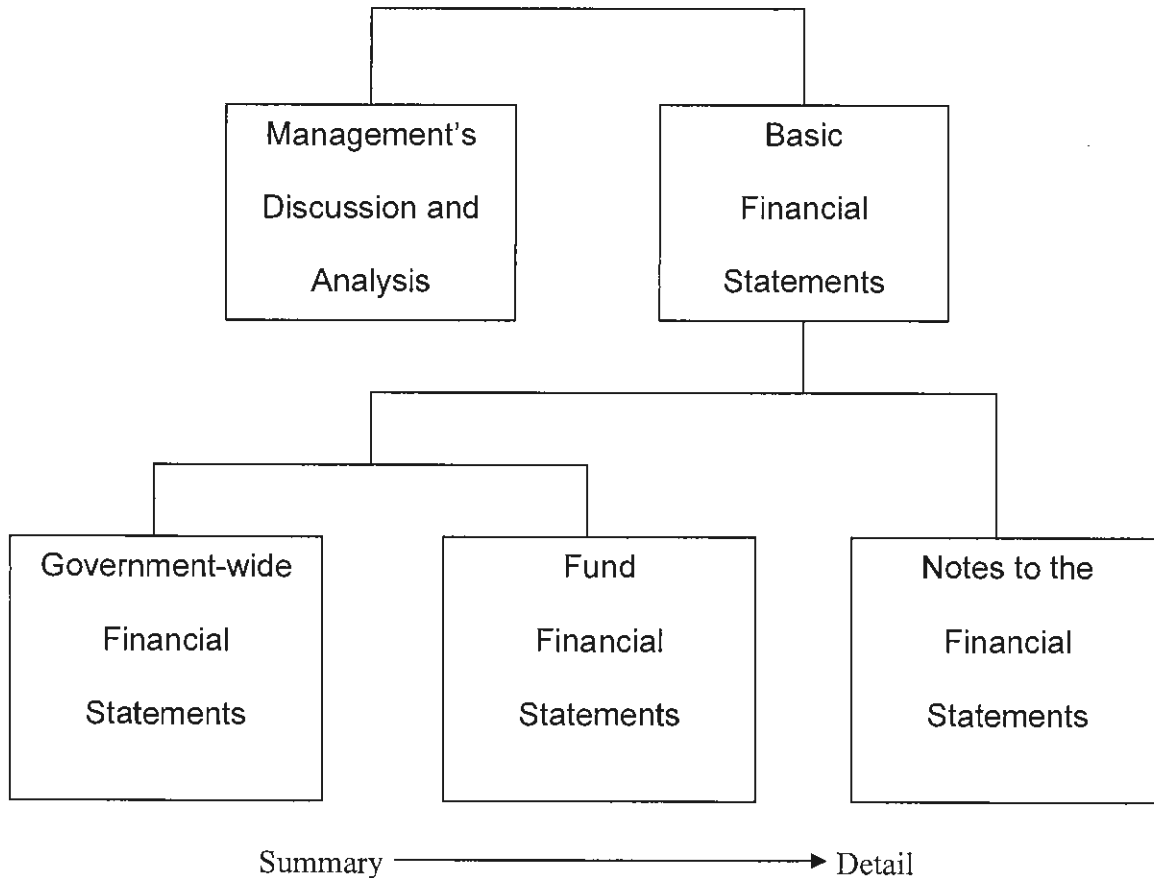 Management's
Discussion and
Analysis
Basic
Financial
Statements
Government-wide
Financial
Statements
Fund
Financial
Statements
Notes to the
Financial
Statements
Summary
Detail